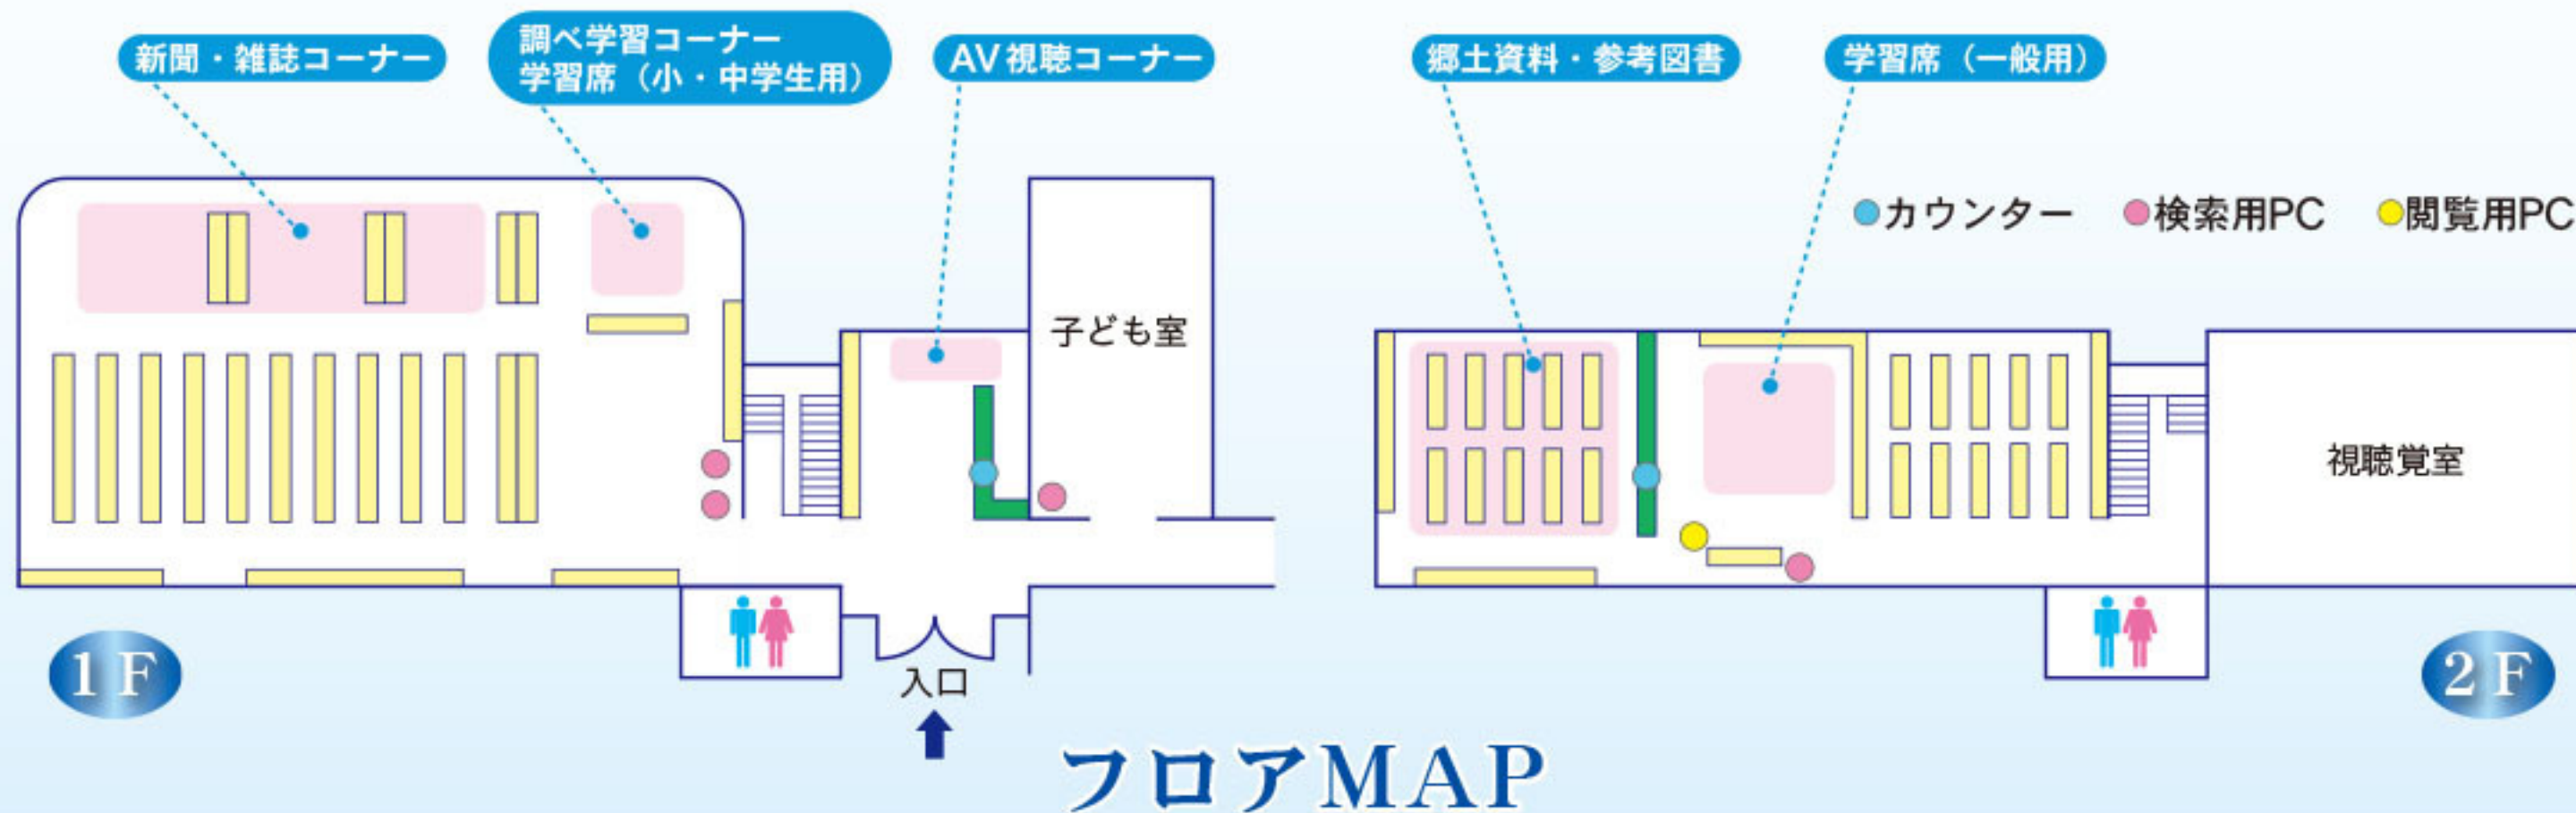 新聞・雑誌コーナー
調べ学習コーナー
学習席（小・中学生用）
AV視聴コーナー
郷土資料・参考図書
学習席（一般用）
カウンター
検索用PC
閲覧用PC
子ども室
視聴覚室
1F
入口
2F
フロアMAP